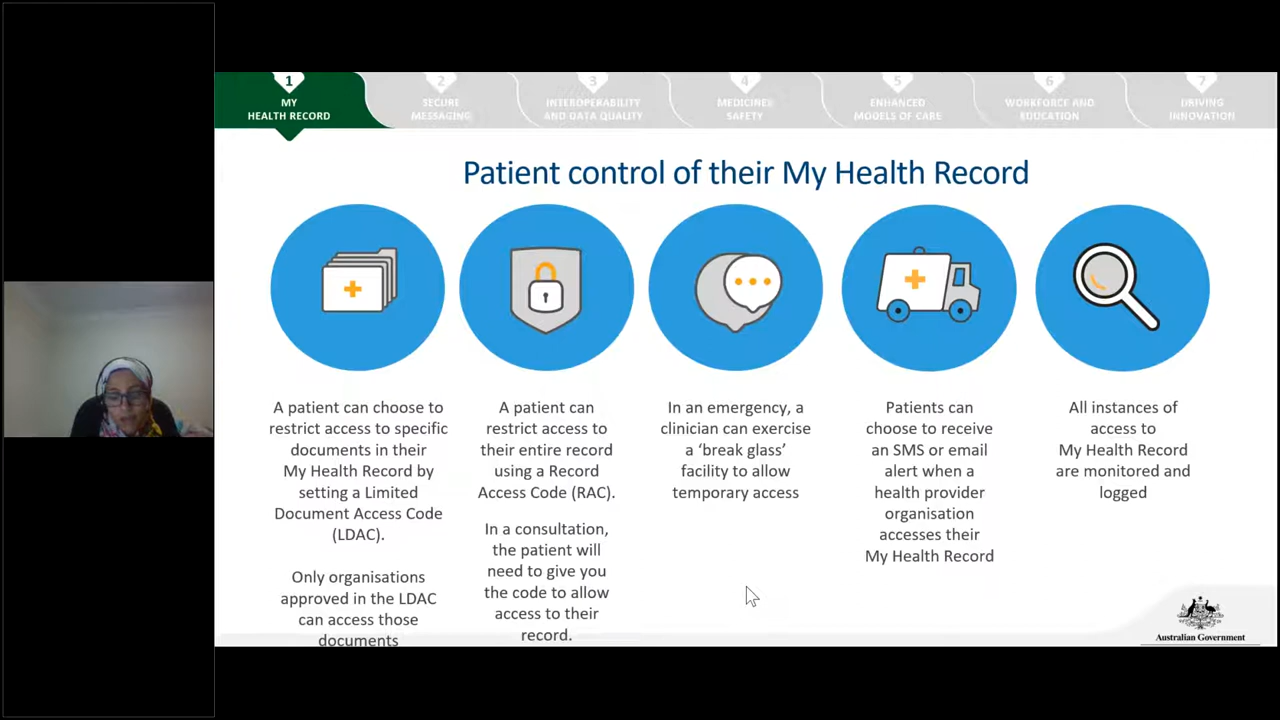 1
MY
HEALTH RECORD
2
SECURE
MESSAGING
3
INTEROPERABILITY
AND DATA QUALITY
4
MEDICINES
SAFETY
5
ENHANCED
MODELS OF CARE
6
WORKFORCE AND
EDUCATION
7
DRIVING
INNOVATION
Patient control of their My Health Record
A patient can choose to
restrict access to specific
documents in their
My Health Record by
setting a Limited
Document Access Code
(LDAC).
Only organisations
approved in the LDAC
can access those
documents
A patient can
restrict access to
their entire record
using a Record
Access Code (RAC).
In a consultation,
the patient will
need to give you
the code to allow
access to their
record.
In an emergency, a
clinician can exercise
a ‘break glass’
facility to allow
temporary access
Patients can
choose to receive
an SMS or email
alert when a
health provider
organisation
accesses their
My Health Record
All instances of
access to
My Health Record
are monitored and
logged
Australian Government